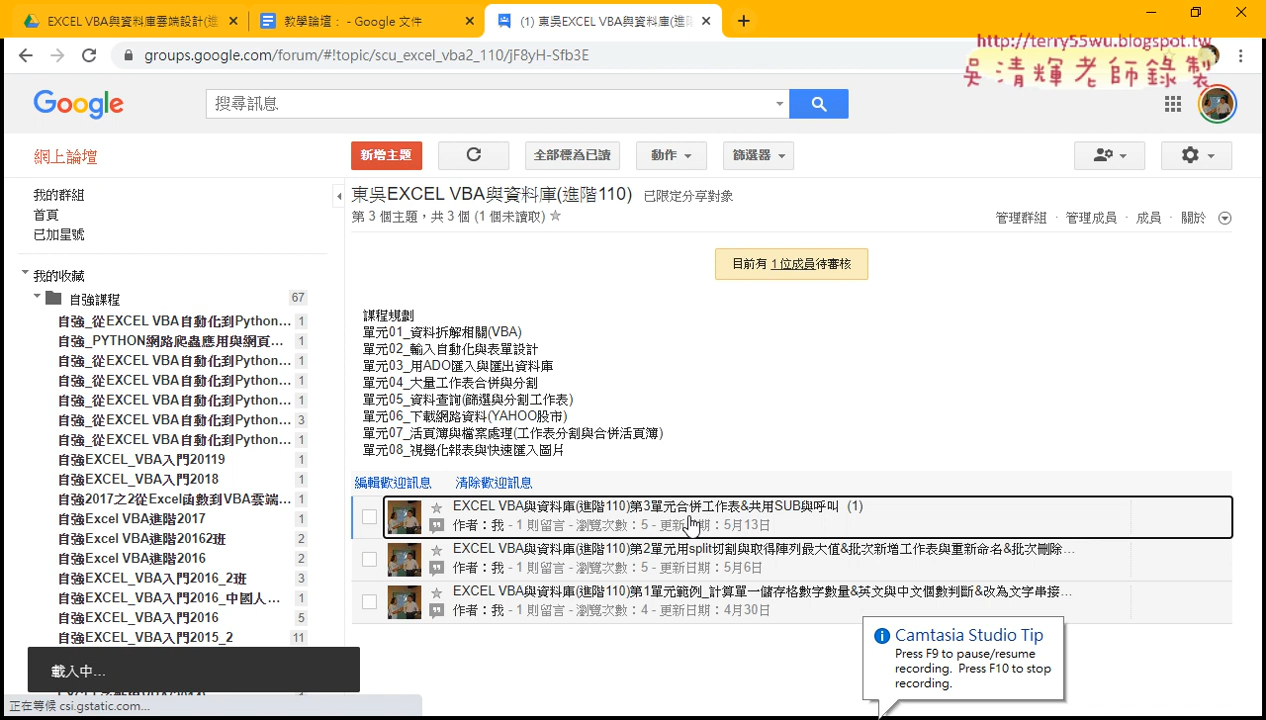 EXCEL VBA與資料庫雲端設計(進
教學論壇： - Google 文件
(1) 東吳EXCEL VBA與資料庫(進階
groups.google.com/forum/#!topic/scu_excel_vba2_110/jF8yH-Sfb3E
http://terry55wu.blogspot.tw
吳清輝老師錄製
Google
搜尋訊息
網上論壇
新增主題
全部標為已讀
動作
篩選器
我的群組
首頁
已加星號
我的收藏
自強課程 67
自強_從EXCEL VBA自動化到Python... 1
自強_PYTHON網路爬蟲應用與網頁... 1
自強_從EXCEL VBA自動化到Python... 1
自強_從EXCEL VBA自動化到Python... 1
自強_從EXCEL VBA自動化到Python... 1
自強_從EXCEL VBA自動化到Python... 3
自強_從EXCEL VBA自動化到Python... 1
自強EXCEL_VBA入門20119 1
自強EXCEL_VBA入門2018 1
自強2017之2從Excel函數到VBA雲端... 1
自強Excel VBA進階2017 1
自強Excel VBA進階20162班 2
自強Excel VBA進階2016 1
自強EXCEL_VBA入門2016_2班 3
自強EXCEL_VBA入門2016_中國人... 1
自強EXCEL_VBA入門2016 5
自強EXCEL_VBA入門2015_2 11
載入中...
正在等候 csi.gstatic.com...
東吳EXCEL VBA與資料庫(進階110) 已限定分享對象
第 3 個主題，共 3 個 (1 個未讀取)
管理群組 · 管理成員 · 成員 · 關於
目前有 1位成員待審核
課程規劃
單元01_資料拆解相關(VBA)
單元02_輸入自動化與表單設計
單元03_用ADO匯入與匯出資料庫
單元04_大量工作表合併與分割
單元05_資料查詢(篩選與分割工作表)
單元06_下載網路資料(YAHOO股市)
單元07_活頁簿與檔案處理(工作表分割與合併活頁簿)
單元08_視覺化報表與快速匯入圖片
編輯歡迎訊息 清除歡迎訊息
EXCEL VBA與資料庫(進階110)第3單元合併工作表&共用SUB與呼叫 (1)
作者：我 - 1 則留言 - 瀏覽次數：5 - 更新日期：5月13日
EXCEL VBA與資料庫(進階110)第2單元用split切割與取得陣列最大值&批次新增工作表與重新命名&批次刪除...
作者：我 - 1 則留言 - 瀏覽次數：5 - 更新日期：5月6日
EXCEL VBA與資料庫(進階110)第1單元範例_計算單一儲存格數字數量&英文與中文個數判斷&改為文字串接...
作者：我 - 1 則留言 - 瀏覽次數：4 - 更新日期：4月30日
Camtasia Studio Tip
Press F9 to pause/resume
recording. Press F10 to stop
recording.